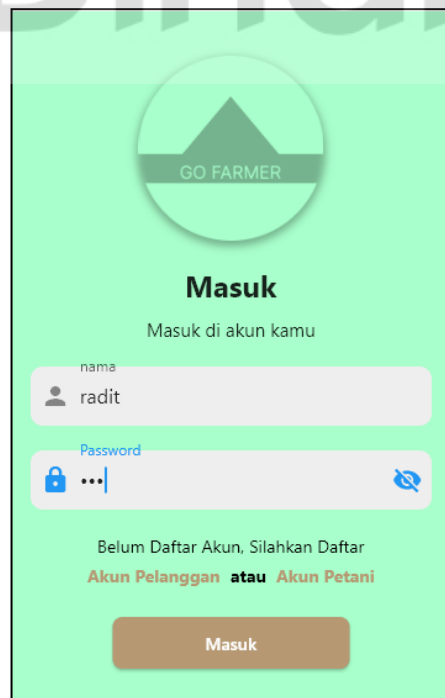 GO FARMER
Masuk
Masuk di akun kamu
nama
radit
Password
•••
Belum Daftar Akun, Silahkan Daftar
Akun Pelanggan atau Akun Petani
Masuk